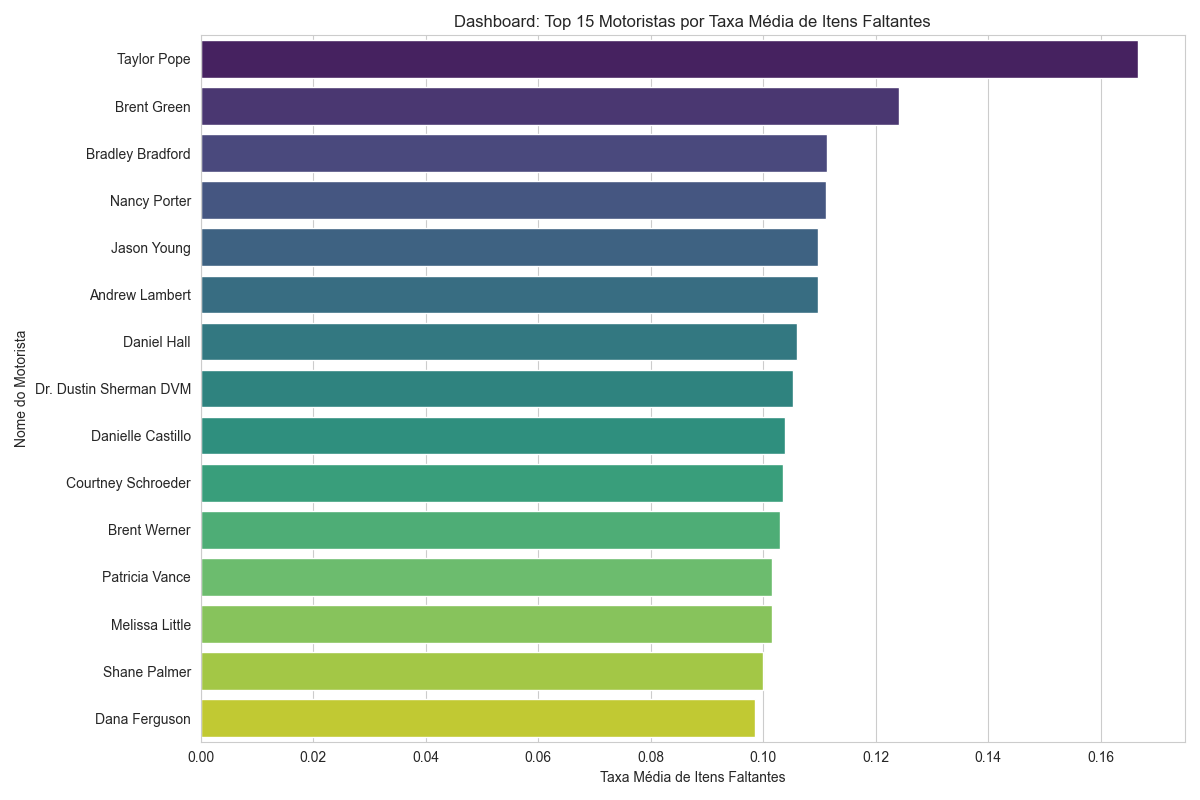 Dashboard: Top 15 Motoristas por Taxa Média de Itens Faltantes
Nome do Motorista
Taylor Pope
Brent Green
Bradley Bradford
Nancy Porter
Jason Young
Andrew Lambert
Daniel Hall
Dr. Dustin Sherman DVM
Danielle Castillo
Courtney Schroeder
Brent Werner
Patricia Vance
Melissa Little
Shane Palmer
Dana Ferguson
0.00 0.02 0.04 0.06 0.08 0.10 0.12 0.14 0.16
Taxa Média de Itens Faltantes